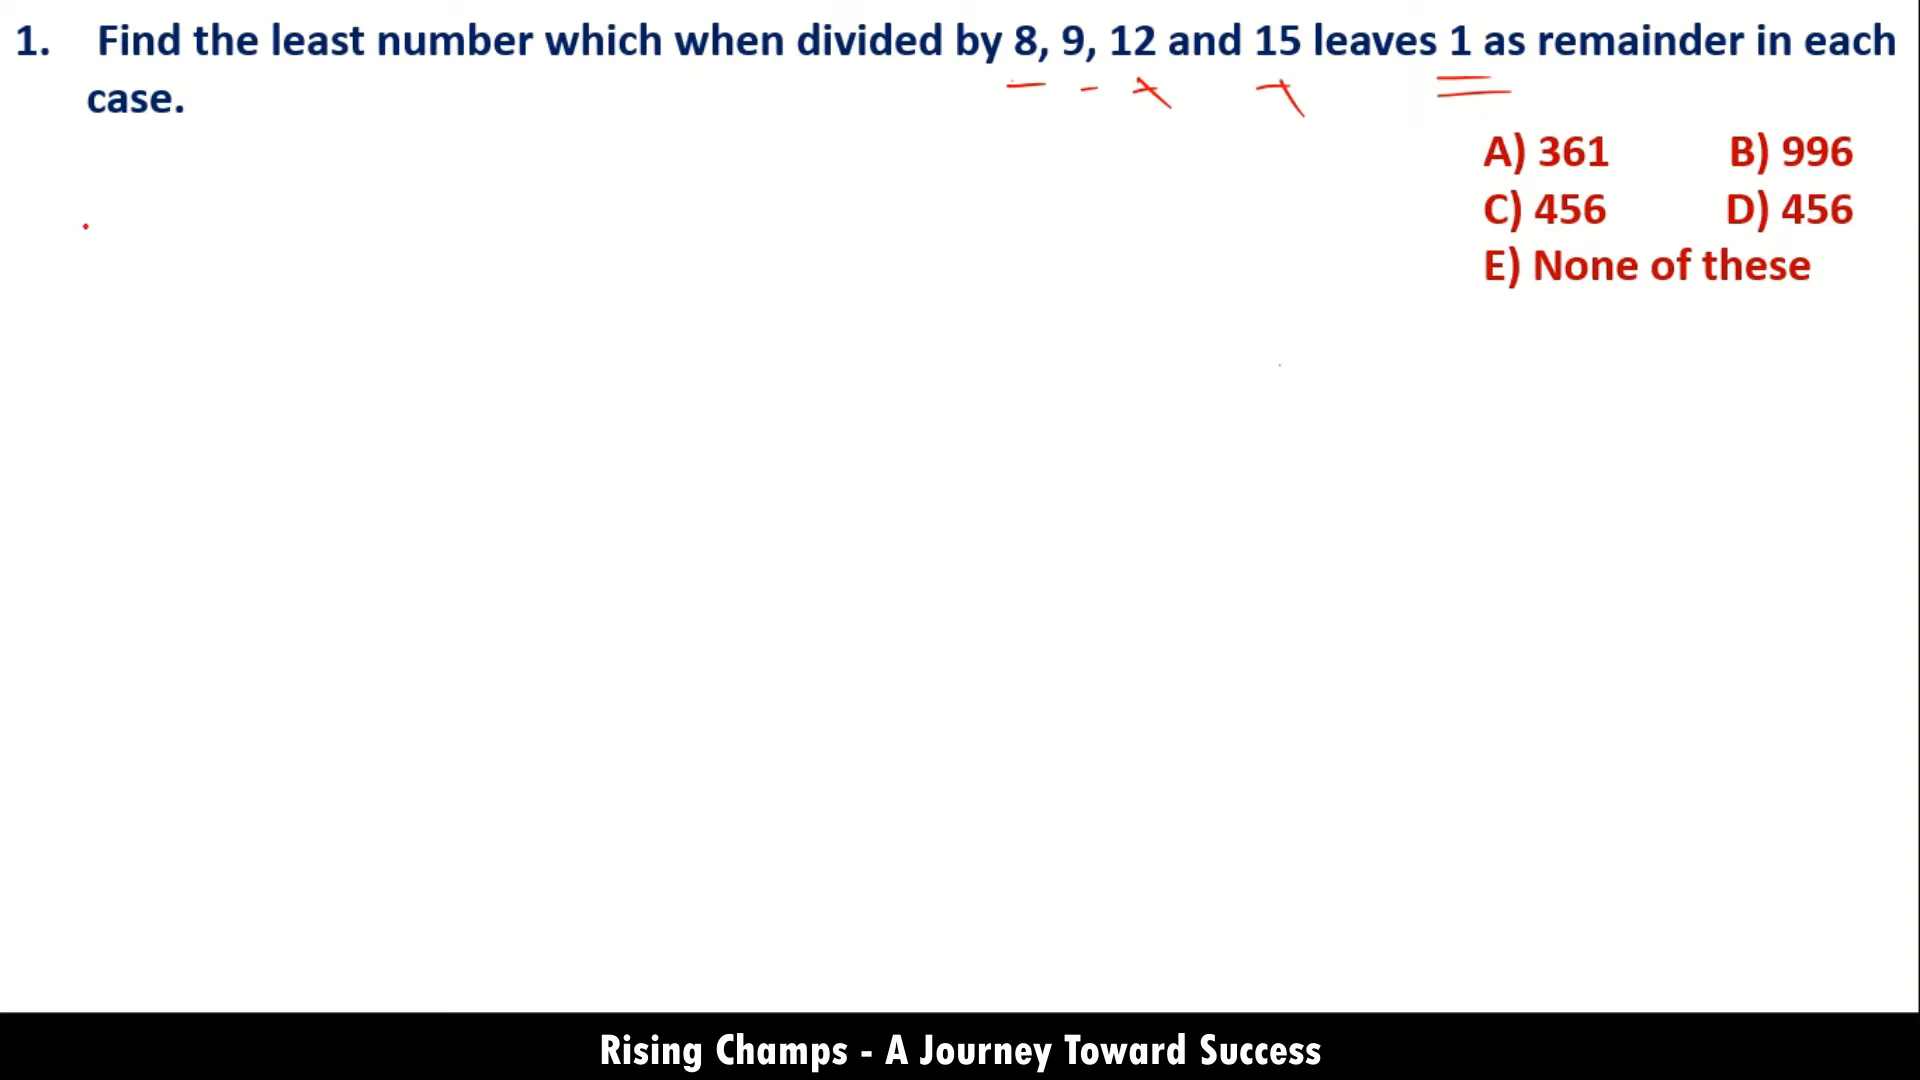 1. Find the least number which when divided by 8, 9, 12 and 15 leaves 1 as remainder in each
case.
A) 361 B) 996
C) 456 D) 456
E) None of these
Rising Champs - A Journey Toward Success